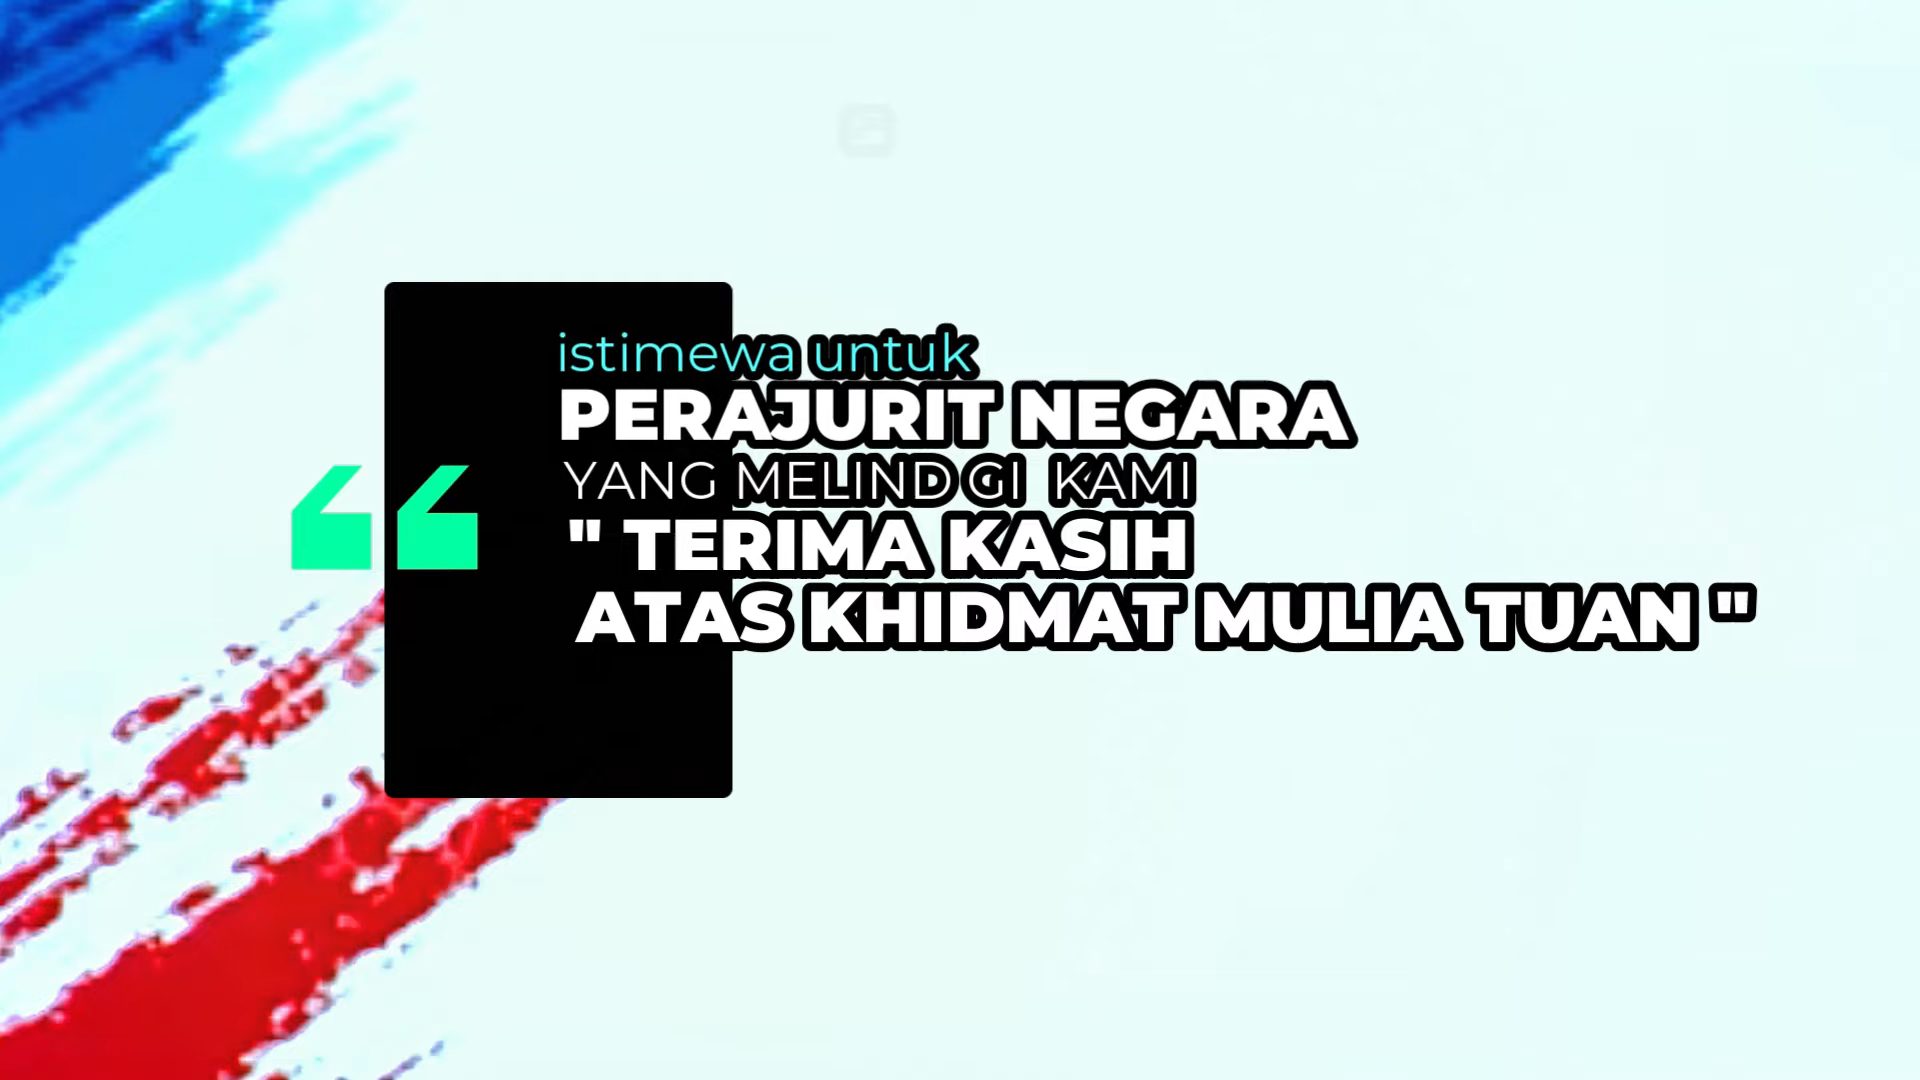 istimewa untuk
PERAJURIT NEGARA
YANG MELINDGI KAMI
" TERIMA KASIH
ATAS KHIDMAT MULIA TUAN "